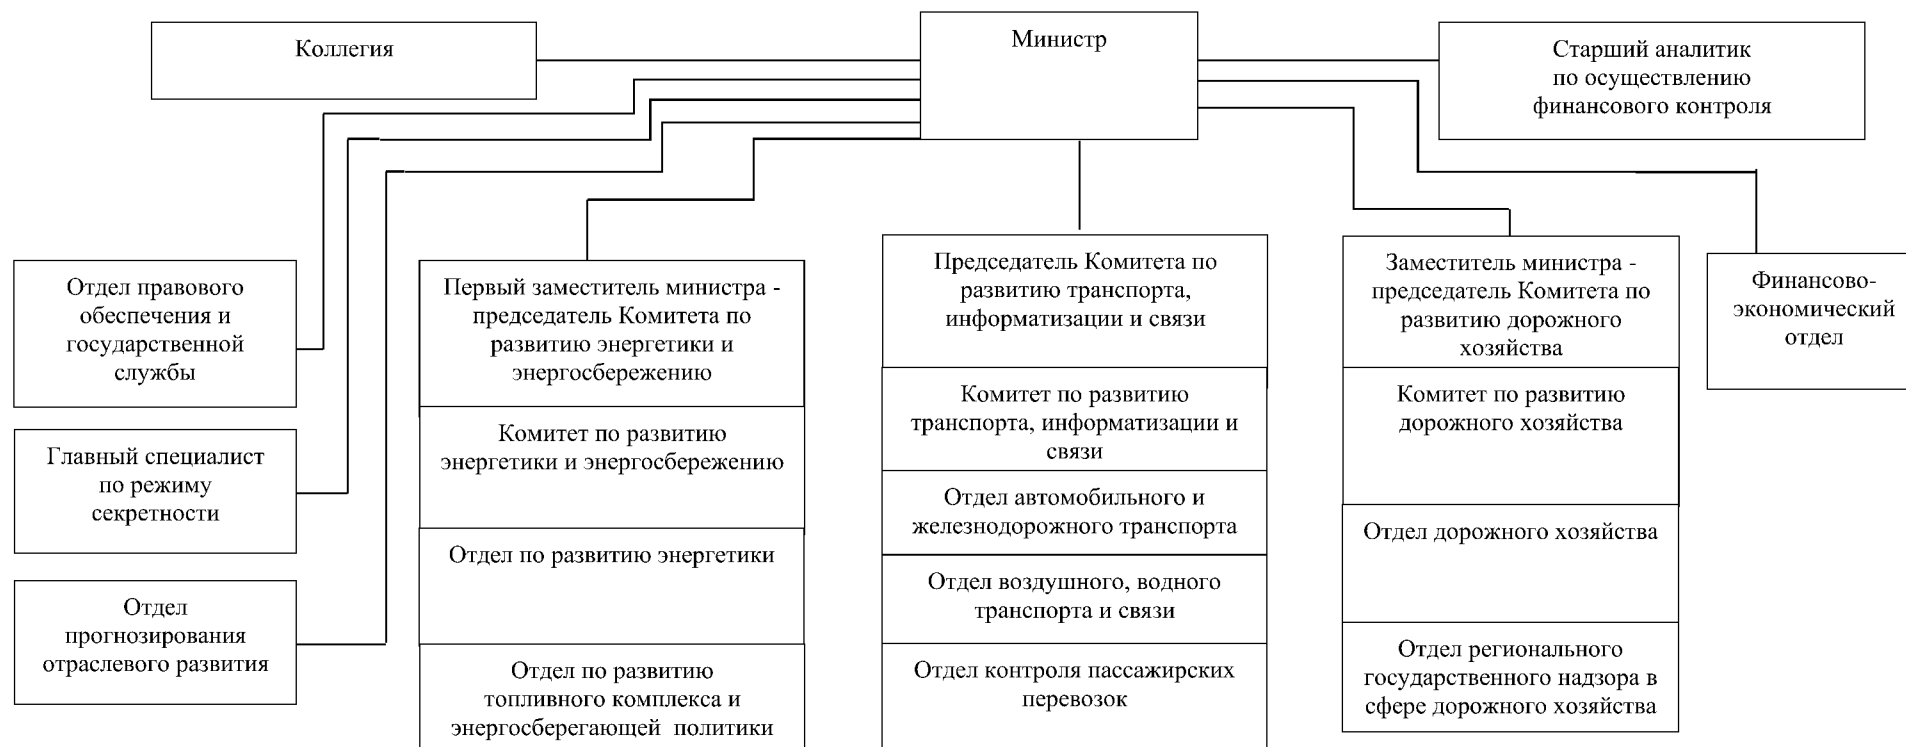 Коллегия
Министр
Старший аналитик
по осуществлению
финансового контроля
Отдел правового
обеспечения и
государственной
службы
Главный специалист
по режиму
секретности
Отдел
прогнозирования
отраслевого развития
Первый заместитель министра -
председатель Комитета по
развитию энергетики и
энергосбережению
Комитет по развитию
энергетики и энергосбережению
Отдел по развитию энергетики
Отдел по развитию
топливного комплекса и
энергосберегающей политики
Председатель Комитета по
развитию транспорта,
информатизации и связи
Комитет по развитию
транспорта, информатизации и
связи
Отдел автомобильного и
железнодорожного транспорта
Отдел воздушного, водного
транспорта и связи
Отдел контроля пассажирских
перевозок
Заместитель министра -
председатель Комитета по
развитию дорожного
хозяйства
Комитет по развитию
дорожного хозяйства
Отдел дорожного хозяйства
Отдел регионального
государственного надзора в
сфере дорожного хозяйства
Финансово-
экономический
отдел